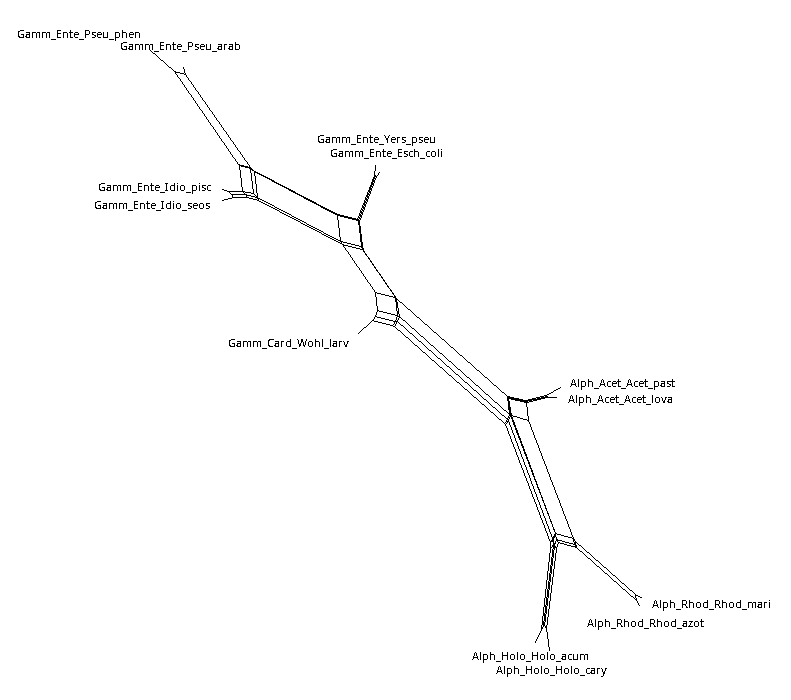 Gamm_Ente_Pseu_phen
Gamm_Ente_Pseu_arab
Gamm_Ente_Yers_pseu
Gamm_Ente_Esch_coli
Gamm_Ente_Idio_pisc
Gamm_Ente_Idio_seos
Gamm_Card_Wohl_larv
Alph_Acet_Acet_past
Alph_Acet_Acet_lova
Alph_Rhod_Rhod_mari
Alph_Rhod_Rhod_azot
Alph_Holo_Holo_acum
Alph_Holo_Holo_cary